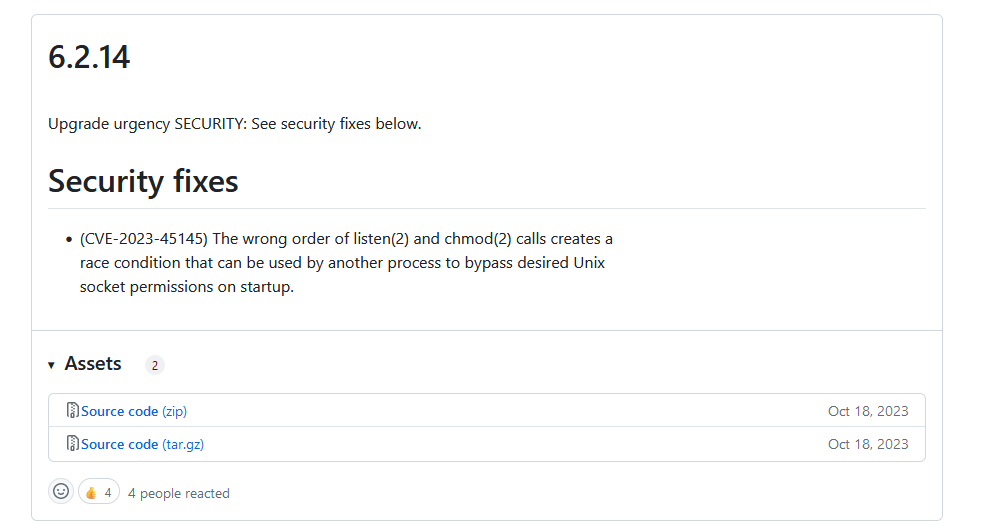 6.2.14
Upgrade urgency SECURITY: See security fixes below.
Security fixes
• (CVE-2023-45145) The wrong order of listen(2) and chmod(2) calls creates a
race condition that can be used by another process to bypass desired Unix
socket permissions on startup.
▾ Assets 2
Source code (zip) Oct 18, 2023
Source code (tar.gz) Oct 18, 2023
👍 4 4 people reacted